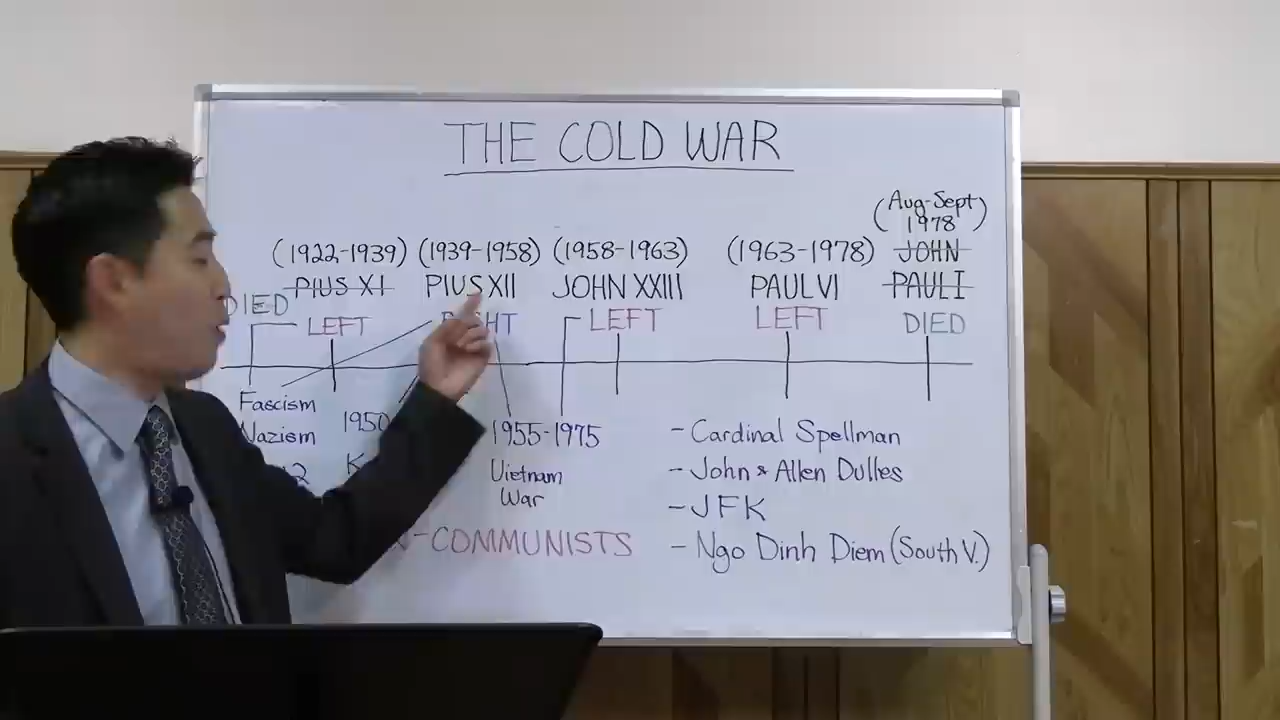 THE COLD WAR
(Aug-Sept
1978)
(1922-1939) (1939-1958) (1958-1963) (1963-1978) JOHN
PIUS XI PIUS XII JOHN XXIII PAUL VI PAUL I
DIED LEFT LEFT LEFT DIED
Fascism
Nazism 1950 1955-1975 - Cardinal Spellman
Vietnam - John & Allen Dulles
War - JFK
-COMMUNISTS - Ngo Dinh Diem (South V.)